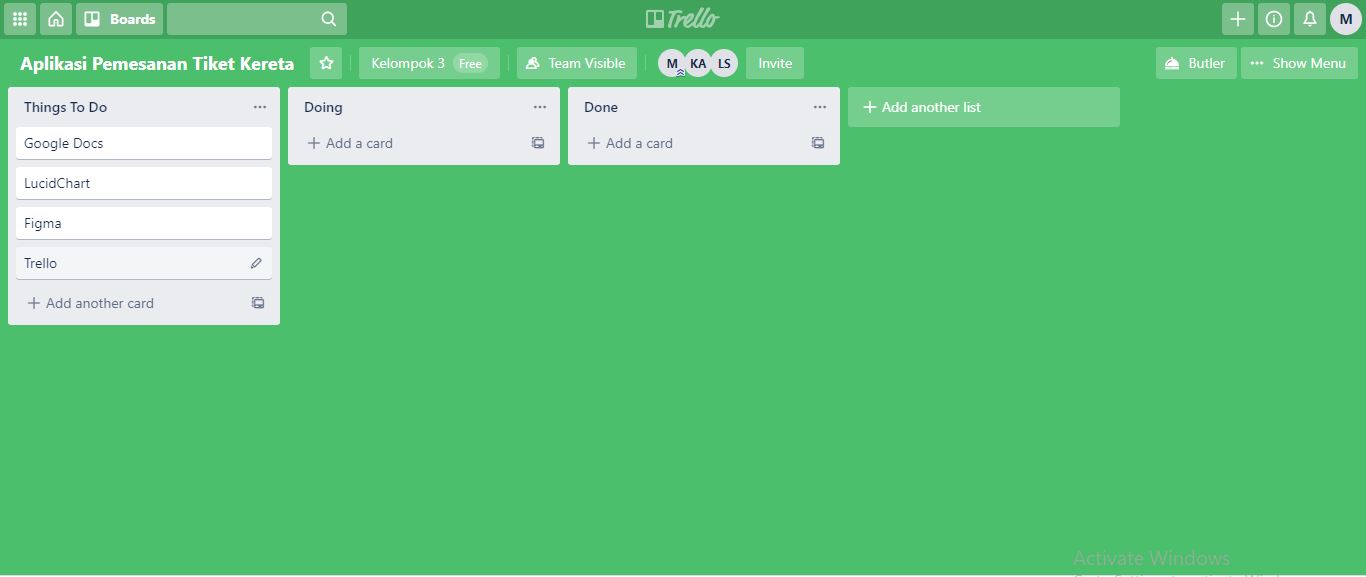 Boards
Trello
M
Aplikasi Pemesanan Tiket Kereta
Kelompok 3 Free
Team Visible
M KA LS
Invite
Butler
Show Menu
Things To Do
Google Docs
LucidChart
Figma
Trello
Add another card
Doing
Add a card
Done
Add a card
Add another list
Activate Windows